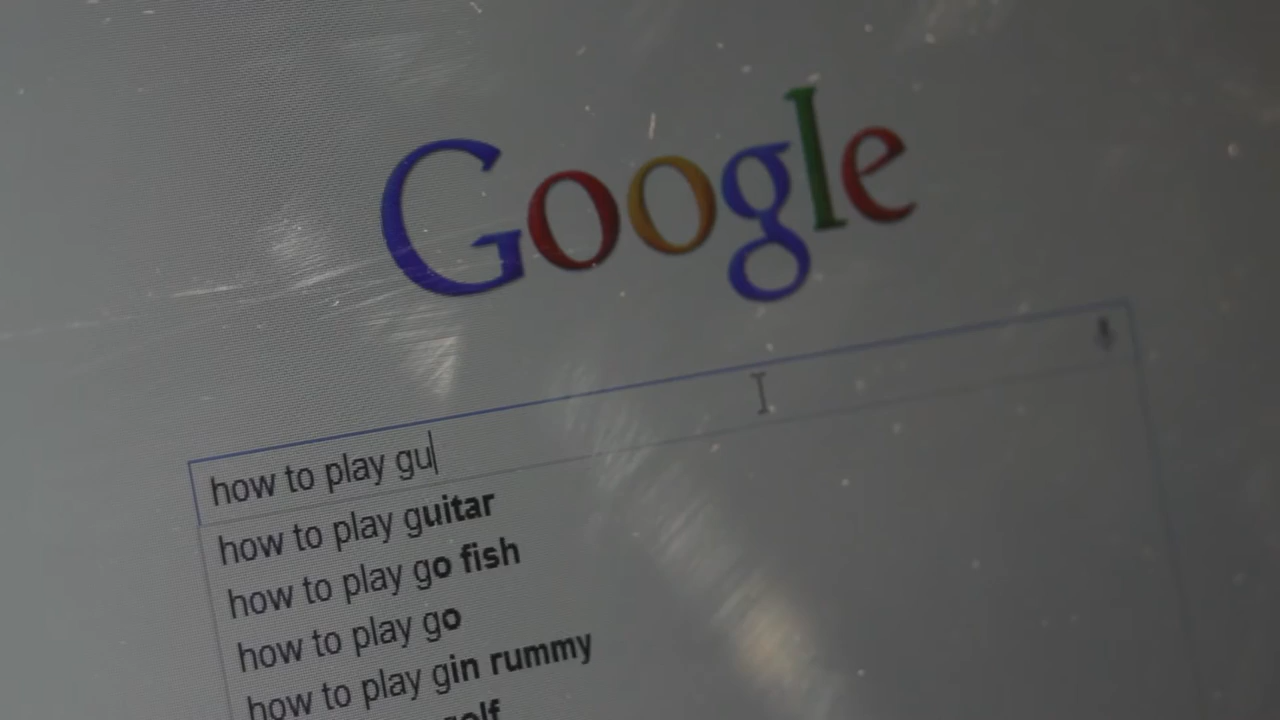 Google
how to play gu
how to play guitar
how to play go fish
how to play go
how to play gin rummy
golf